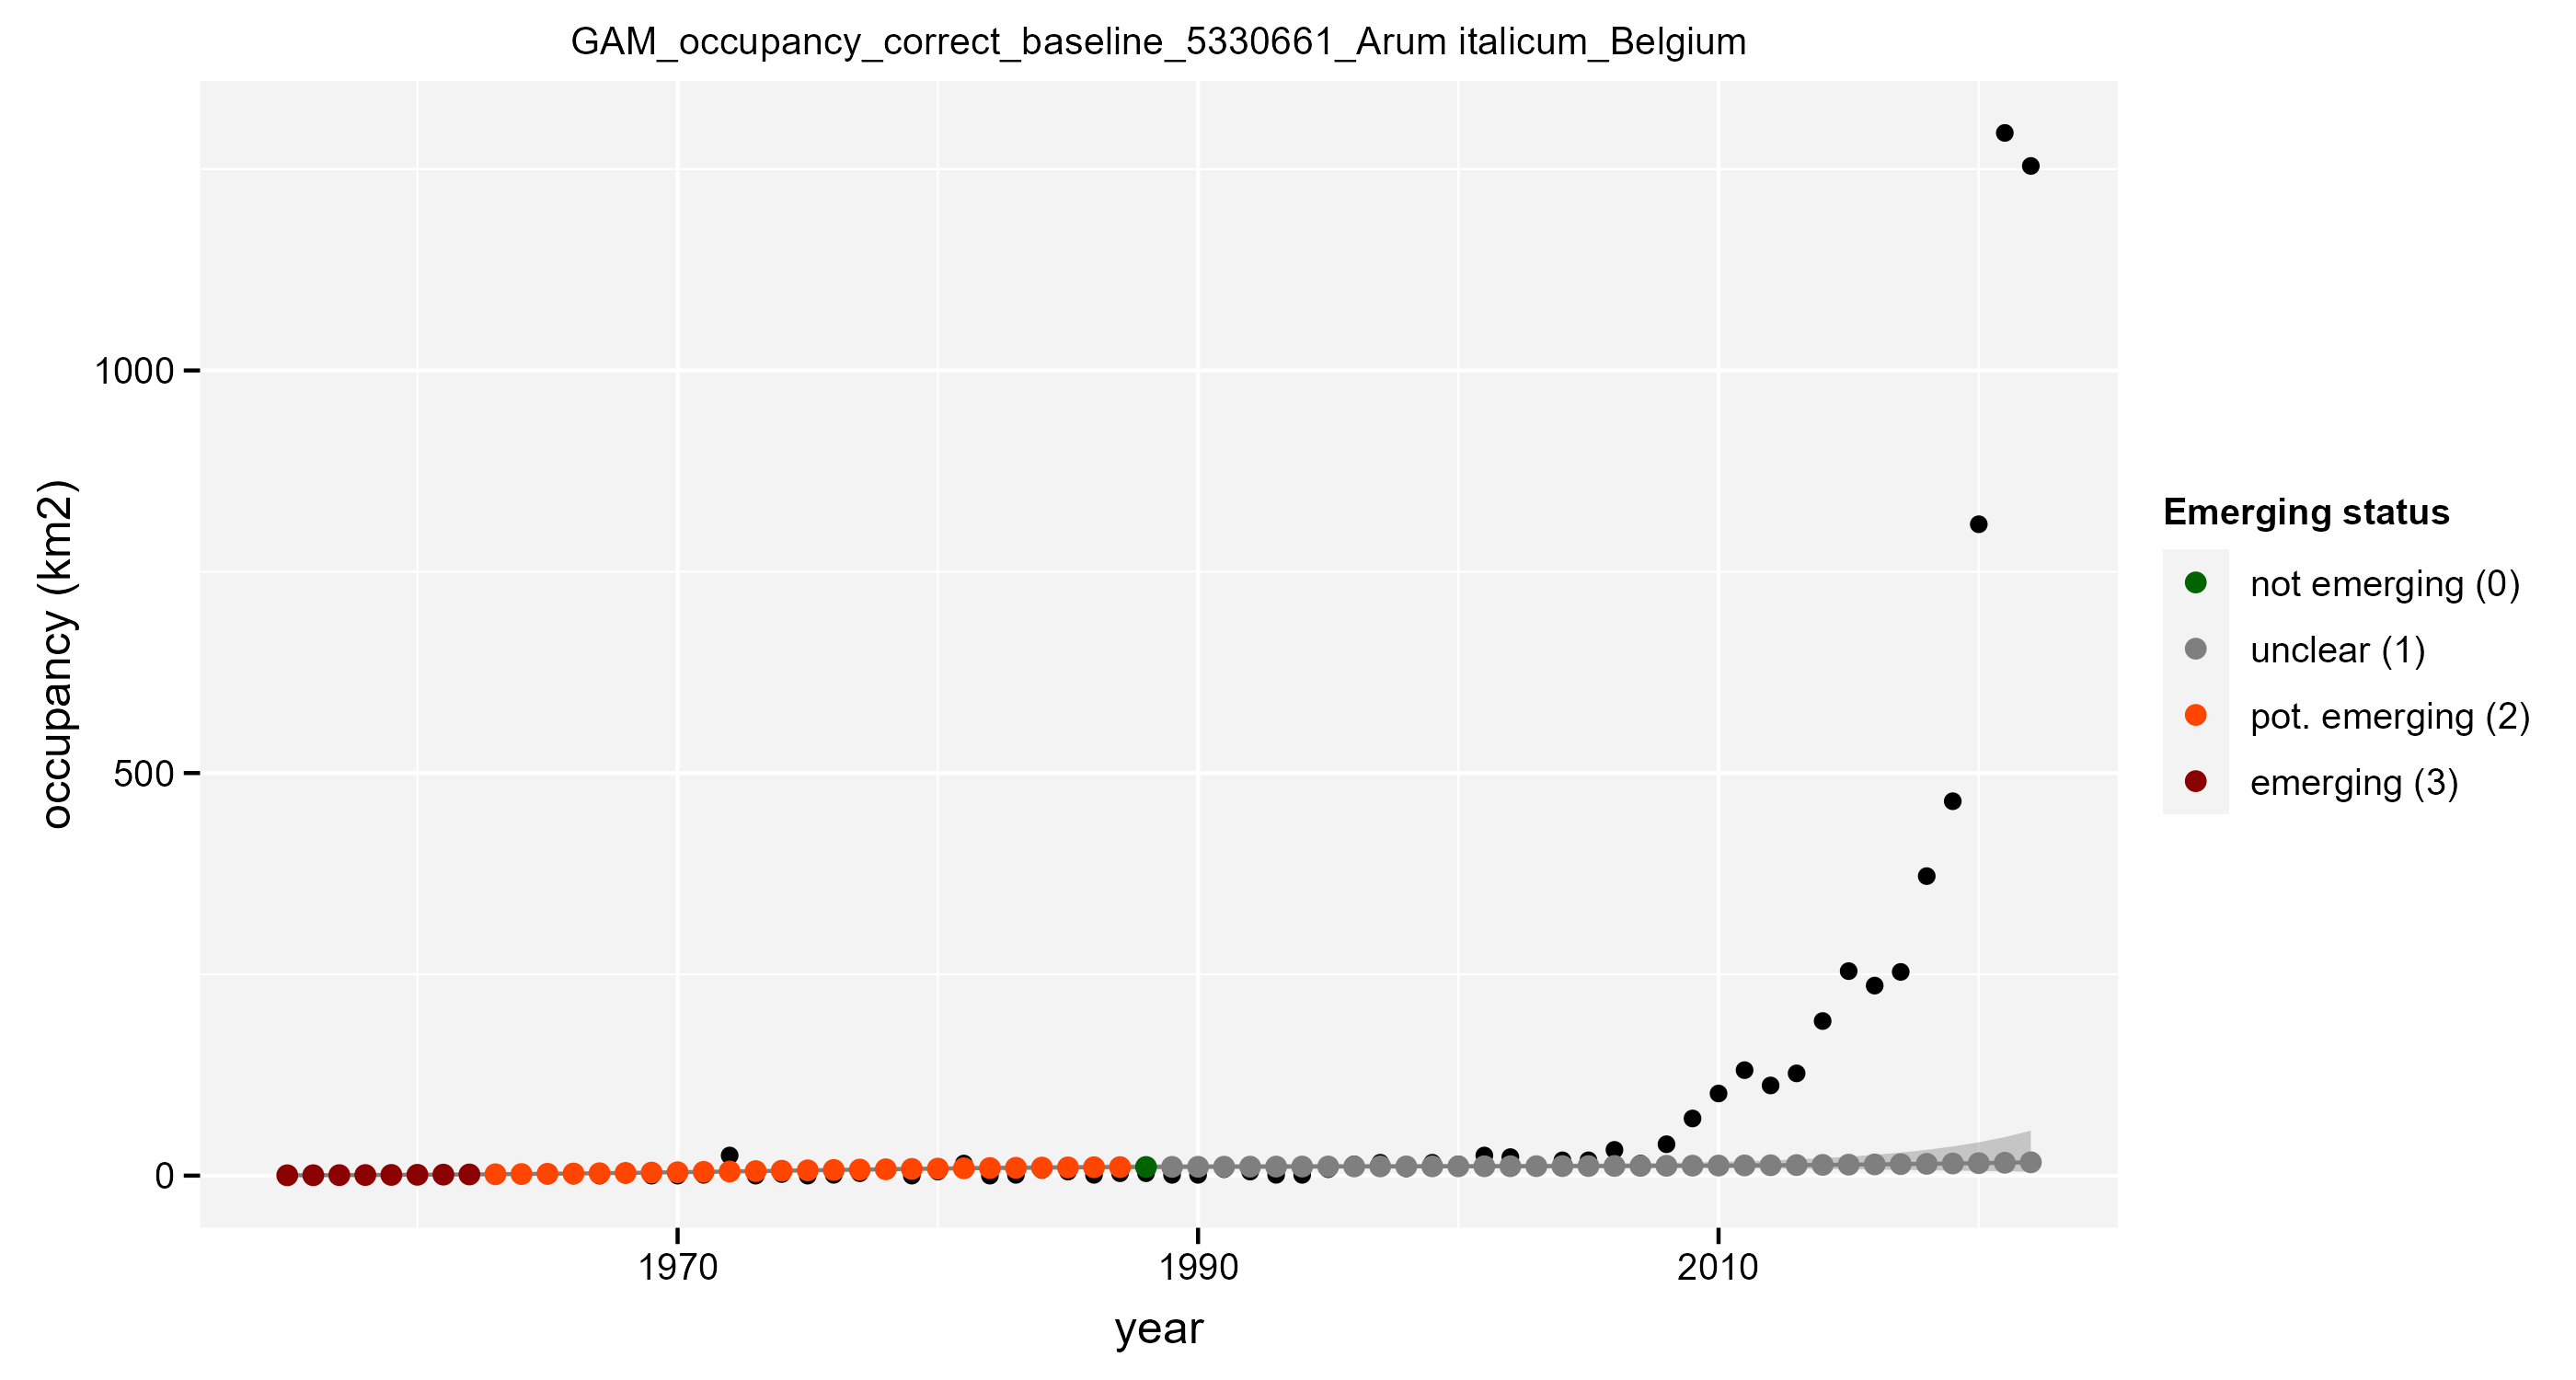 GAM_occupancy_correct_baseline_5330661_Arum italicum_Belgium
occupancy (km2)
1000
500
0
1970
1990
2010
year
Emerging status
not emerging (0)
unclear (1)
pot. emerging (2)
emerging (3)